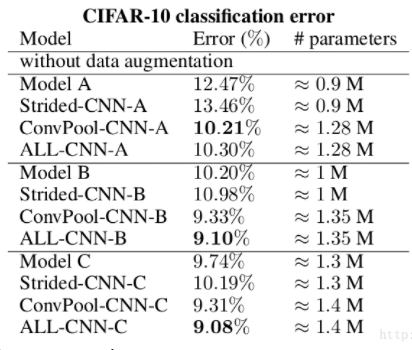 CIFAR-10 classification error
Model Error (%) # parameters
without data augmentation
Model A 12.47% ≈ 0.9 M
Strided-CNN-A 13.46% ≈ 0.9 M
ConvPool-CNN-A 10.21% ≈ 1.28 M
ALL-CNN-A 10.30% ≈ 1.28 M
Model B 10.20% ≈ 1 M
Strided-CNN-B 10.98% ≈ 1 M
ConvPool-CNN-B 9.33% ≈ 1.35 M
ALL-CNN-B 9.10% ≈ 1.35 M
Model C 9.74% ≈ 1.3 M
Strided-CNN-C 10.19% ≈ 1.3 M
ConvPool-CNN-C 9.31% ≈ 1.4 M
ALL-CNN-C 9.08% ≈ 1.4 M
http: